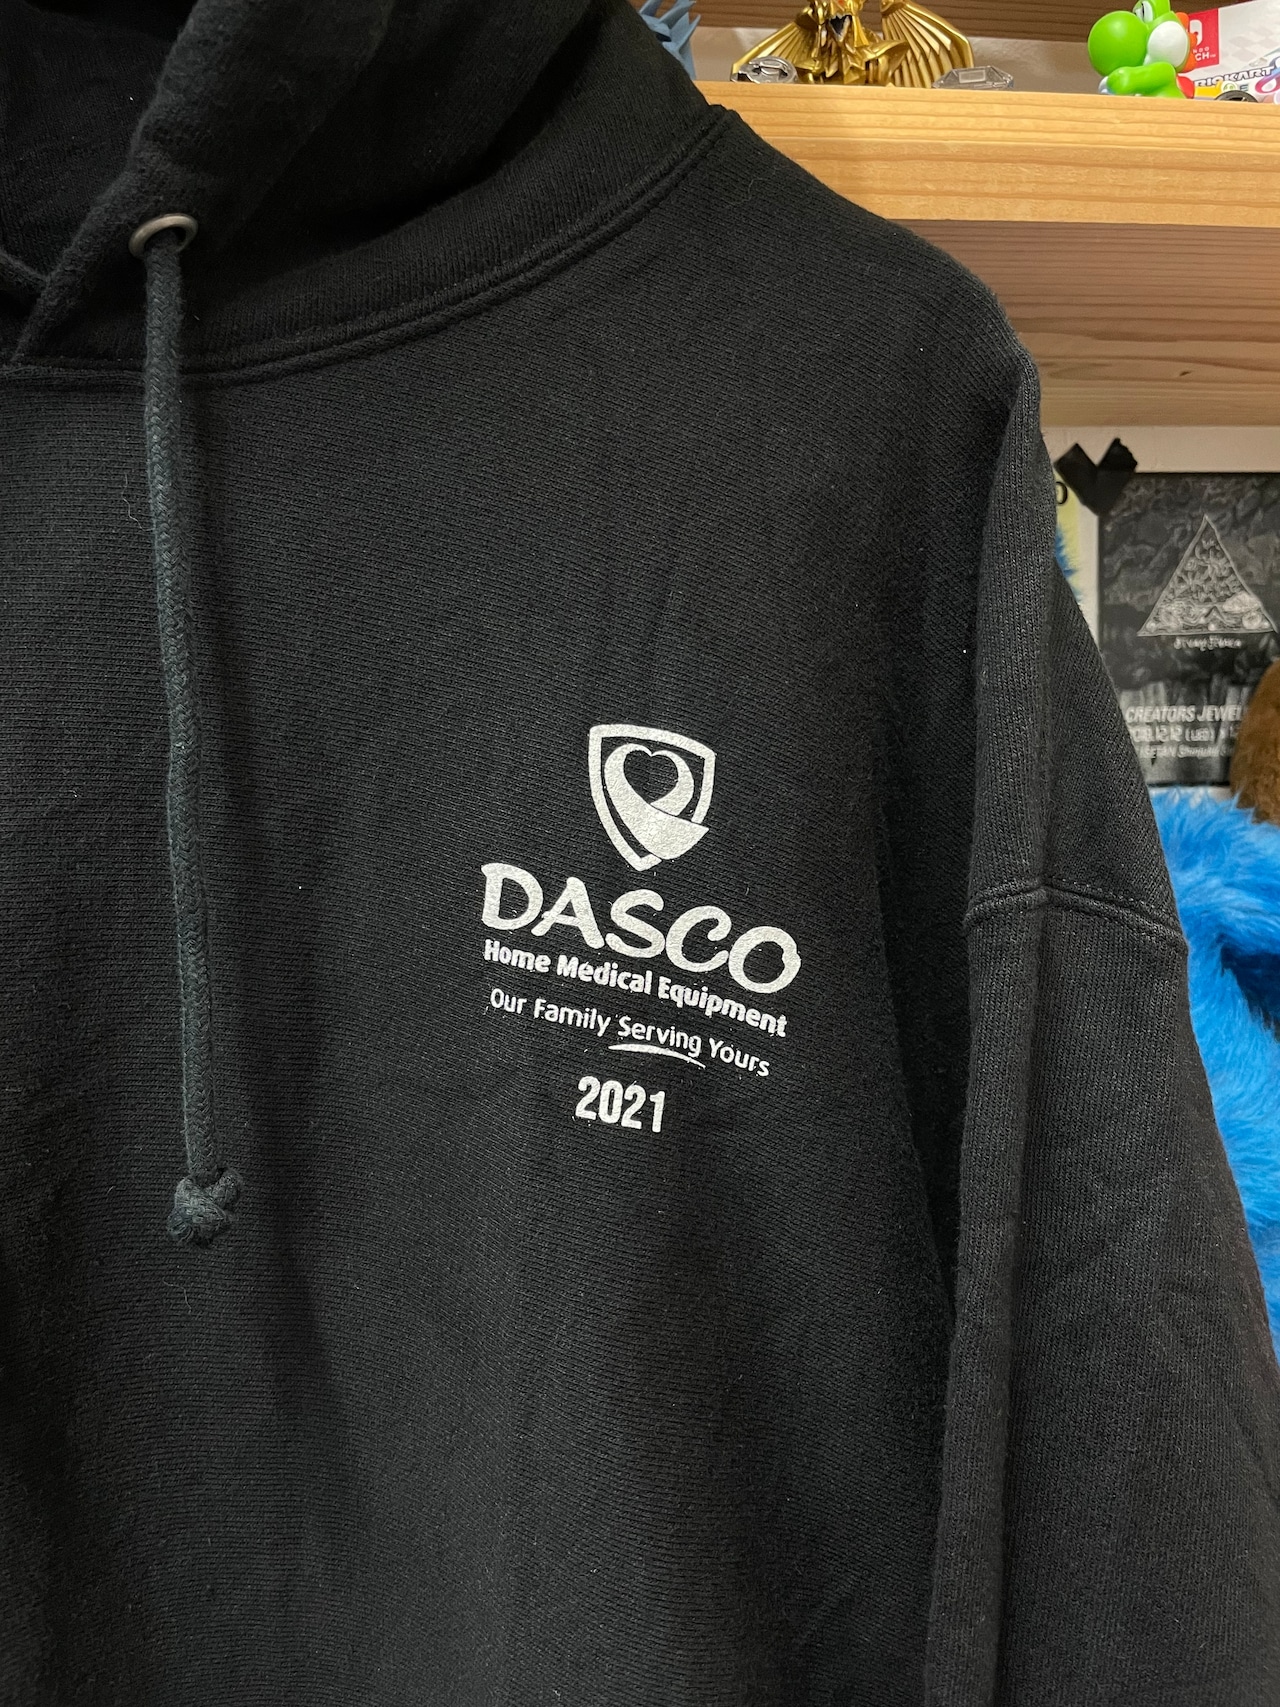 DASCO
Home Medical Equipment
Our Family Serving Yours
2021
CREATORS JEWEL